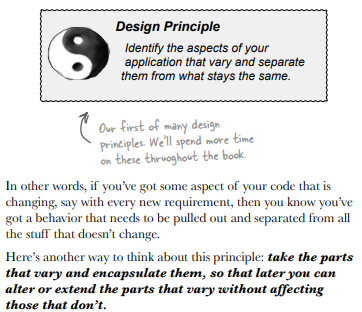 Design Principle
Identify the aspects of your
application that vary and separate
them from what stays the same.
Our first of many design
principles. We'll spend more time
on these thruoghout the book.
In other words, if you've got some aspect of your code that is
changing, say with every new requirement, then you know you've
got a behavior that needs to be pulled out and separated from all
the stuff that doesn't change.
Here's another way to think about this principle: take the parts
that vary and encapsulate them, so that later you can
alter or extend the parts that vary without affecting
those that don't.